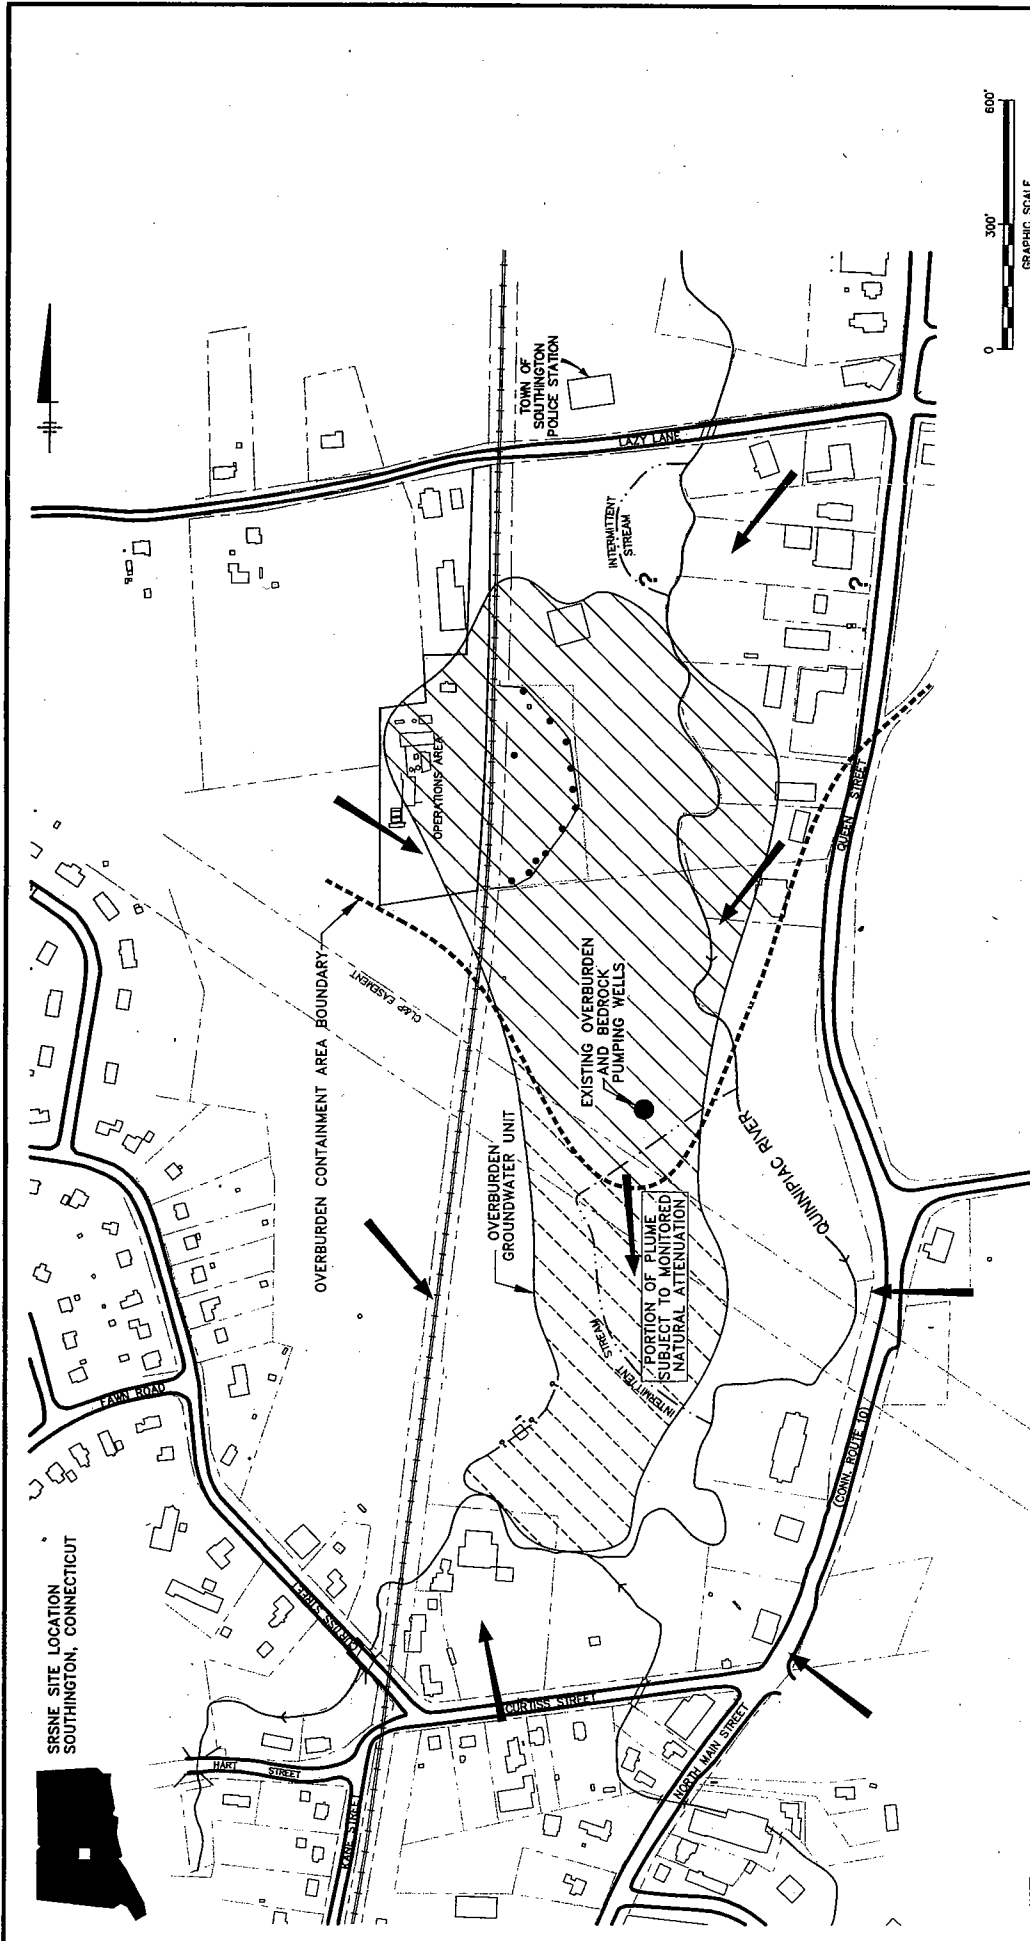 SRSNE SITE LOCATION
SOUTHINGTON, CONNECTICUT
TOWN OF
SOUTHINGTON
POLICE STATION
LAZY LANE
INTERMITTENT
STREAM
?
?
OPERATIONS AREA
OVERBURDEN CONTAINMENT AREA BOUNDARY
CL&P EASEMENT
EXISTING OVERBURDEN
AND BEDROCK
PUMPING WELLS
QUEEN STREET
OVERBURDEN
GROUNDWATER UNIT
QUINNIPIAC RIVER
PORTION OF PLUME
SUBJECT TO MONITORED
NATURAL ATTENUATION
INTERMITTENT STREAM
?
?
?
FAWN ROAD
(CONN. ROUTE 10)
CURTISS STREET
CURTISS STREET
HART STREET
KANE STREET
NORTH MAIN STREET
0 300' 600'
GRAPHIC SCALE